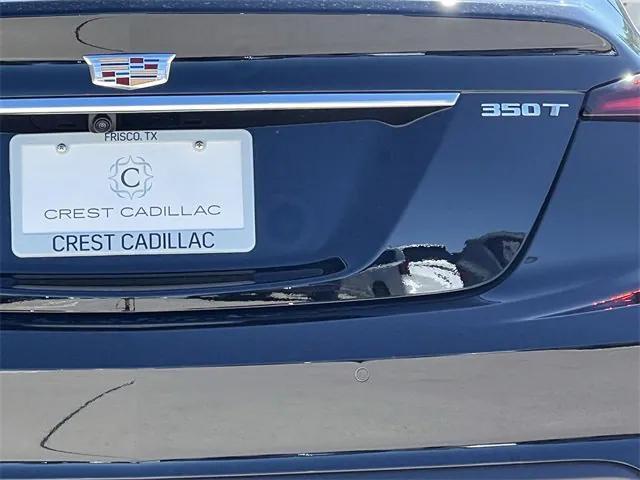 350T
FRISCO, TX
C
CREST CADILLAC
CREST CADILLAC